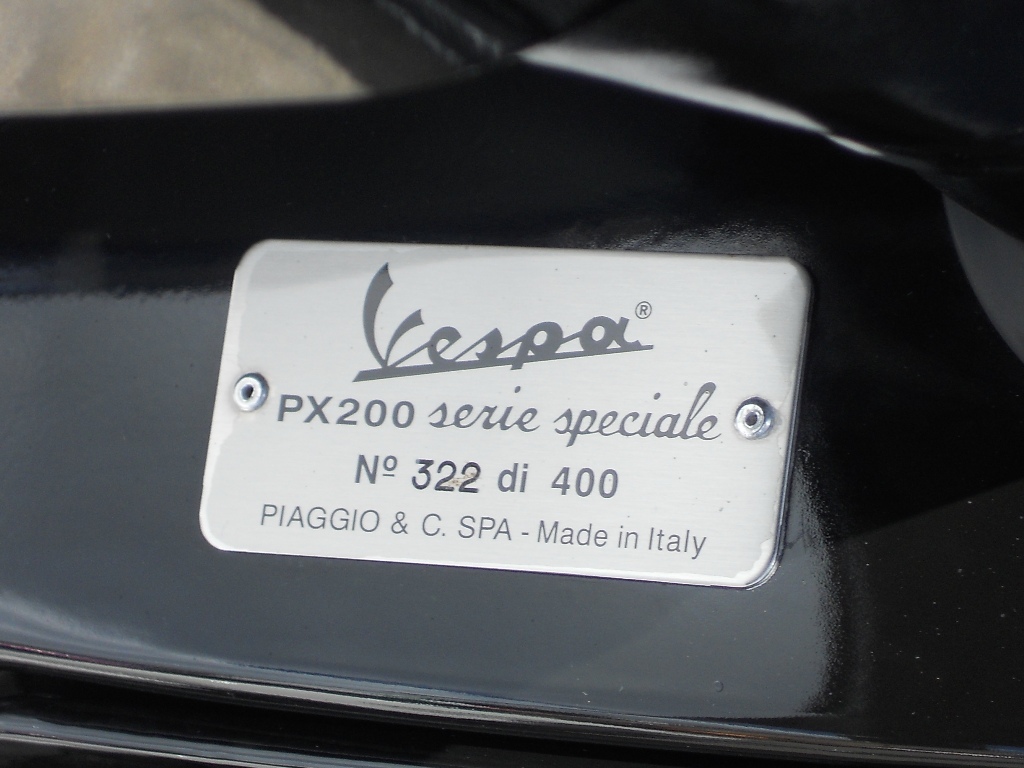 Vespa®
PX200 serie speciale
Nº 322 di 400
PIAGGIO & C. SPA - Made in Italy